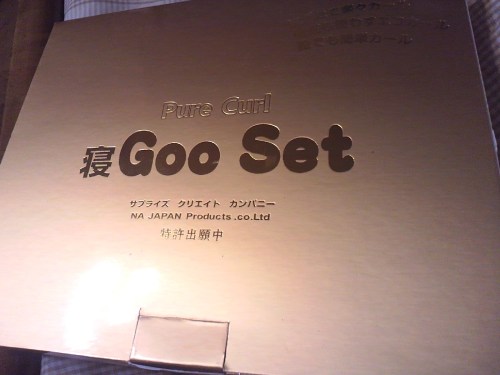 Pure Curl
寝Goo Set
サプライズ クリエイト カンパニー
NA JAPAN Products.co.Ltd
特許出願中